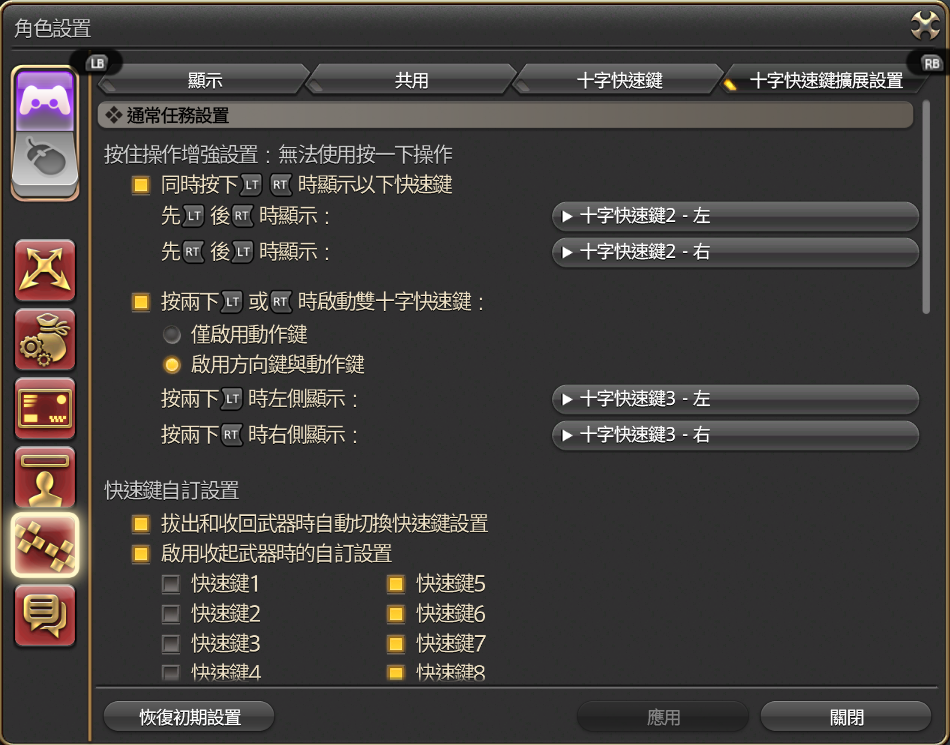 角色設置
LB
RB
顯示
共用
十字快速鍵
十字快速鍵擴展設置
通常任務設置
按住操作增強設置：無法使用按一下操作
同時按下 LT RT 時顯示以下快速鍵
先 LT 後 RT 時顯示：
十字快速鍵2 - 左
先 RT 後 LT 時顯示：
十字快速鍵2 - 右
按兩下 LT 或 RT 時啟動雙十字快速鍵：
僅啟用動作鍵
啟用方向鍵與動作鍵
按兩下 LT 時左側顯示：
十字快速鍵3 - 左
按兩下 RT 時右側顯示：
十字快速鍵3 - 右
快速鍵自訂設置
拔出和收回武器時自動切換快速鍵設置
啟用收起武器時的自訂設置
快速鍵1
快速鍵5
快速鍵2
快速鍵6
快速鍵3
快速鍵7
快速鍵4
快速鍵8
恢復初期設置
應用
關閉